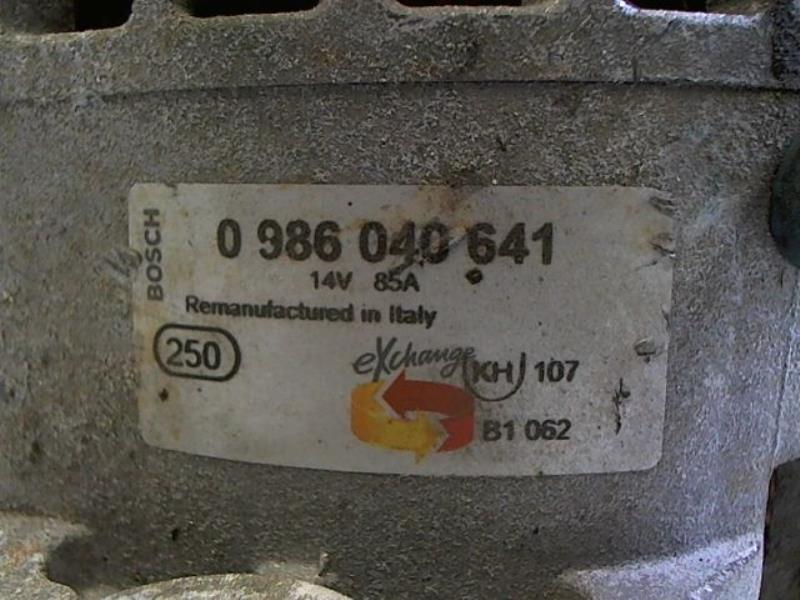 BOSCH
0 986 040 641
14V 85A
Remanufactured in Italy
250
eXchange
KH 107
B1 062